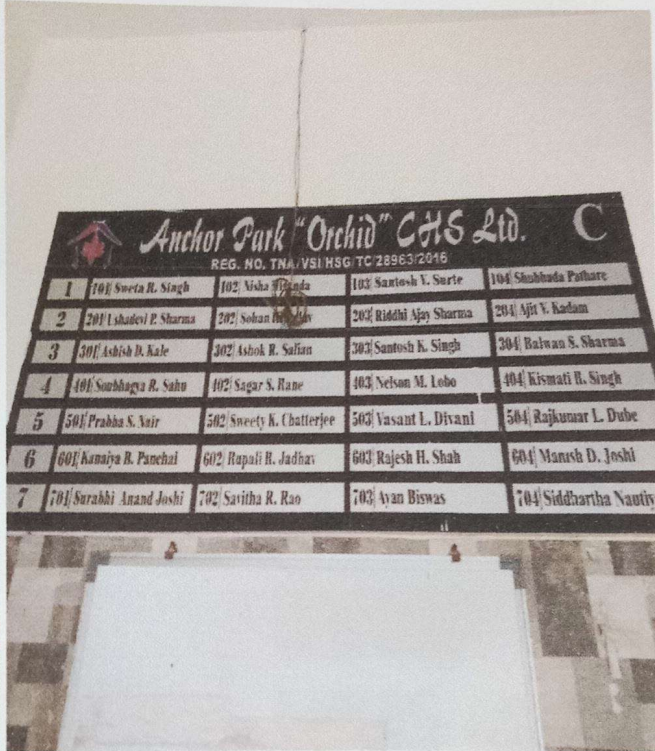 Anchor Park "Orchid" CHS Ltd. C
REG. NO. TNA/VSI/HSG/TC/28963/2016
1 101 Sweta R. Singh 102 Nisha 103 Santosh Y. Surte 104 Shubhada Pathare
2 201 Ushadevi P. Sharma 202 Sohan 203 Riddhi Ajay Sharma 204 Ajit V. Kadam
3 301 Ashish D. Kale 302 Ashok R. Salian 303 Santosh K. Singh 304 Balwan S. Sharma
4 401 Soubhagya R. Sahu 402 Sagar S. Rane 403 Nelson M. Lobo 404 Kismati R. Singh
5 501 Prabha S. Nair 502 Sweety K. Chatterjee 503 Vasant L. Divani 504 Rajkumar L. Dube
6 601 Kanaiya B. Panchal 602 Rupali H. Jadhav 603 Rajesh H. Shah 604 Manish D. Joshi
7 701 Surabhi Anand Joshi 702 Savitha R. Rao 703 Ayan Biswas 704 Siddhartha Nautiy